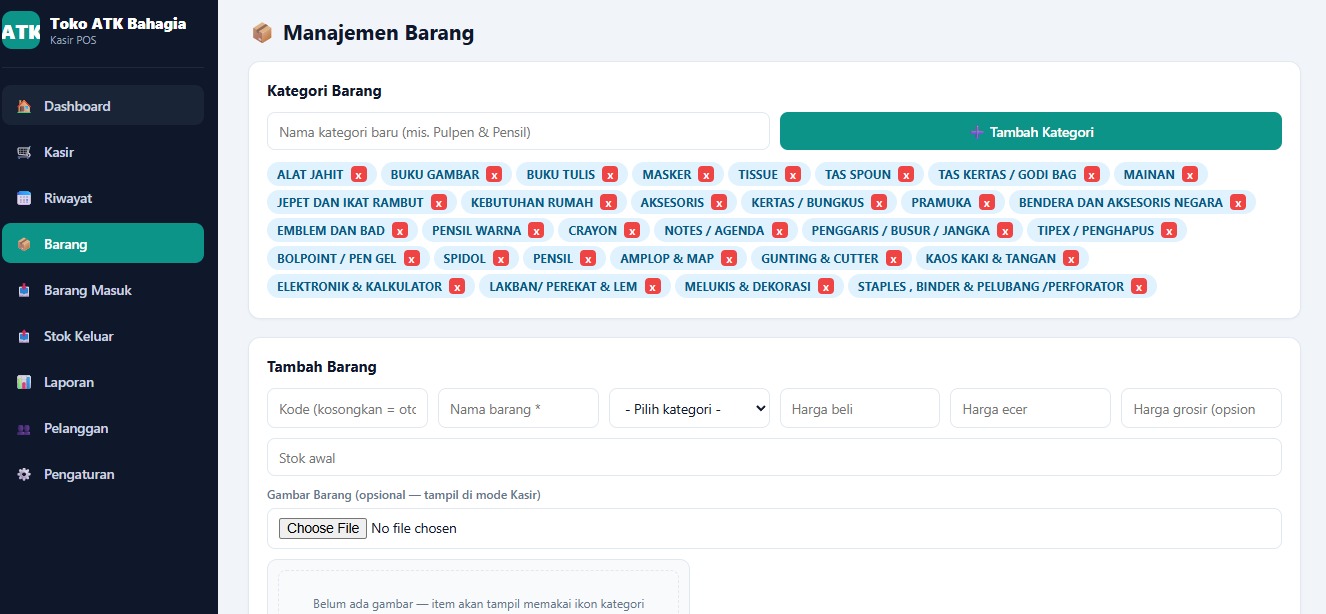 ATK
Toko ATK Bahagia
Kasir POS
Dashboard
Kasir
Riwayat
Barang
Barang Masuk
Stok Keluar
Laporan
Pelanggan
Pengaturan
Manajemen Barang
Kategori Barang
Nama kategori baru (mis. Pulpen & Pensil)
Tambah Kategori
ALAT JAHIT x BUKU GAMBAR x BUKU TULIS x MASKER x TISSUE x TAS SPOUN x TAS KERTAS / GODI BAG x MAINAN x
JEPET DAN IKAT RAMBUT x KEBUTUHAN RUMAH x AKSESORIS x KERTAS / BUNGKUS x PRAMUKA x BENDERA DAN AKSESORIS NEGARA x
EMBLEM DAN BAD x PENSIL WARNA x CRAYON x NOTES / AGENDA x PENGGARIS / BUSUR / JANGKA x TIPEX / PENGHAPUS x
BOLPOINT / PEN GEL x SPIDOL x PENSIL x AMPLOP & MAP x GUNTING & CUTTER x KAOS KAKI & TANGAN x
ELEKTRONIK & KALKULATOR x LAKBAN/ PEREKAT & LEM x MELUKIS & DEKORASI x STAPLES , BINDER & PELUBANG /PERFORATOR x
Tambah Barang
Kode (kosongkan = otc Nama barang * - Pilih kategori - Harga beli Harga ecer Harga grosir (opsion
Stok awal
Gambar Barang (opsional — tampil di mode Kasir)
Choose File No file chosen
Belum ada gambar — item akan tampil memakai ikon kategori